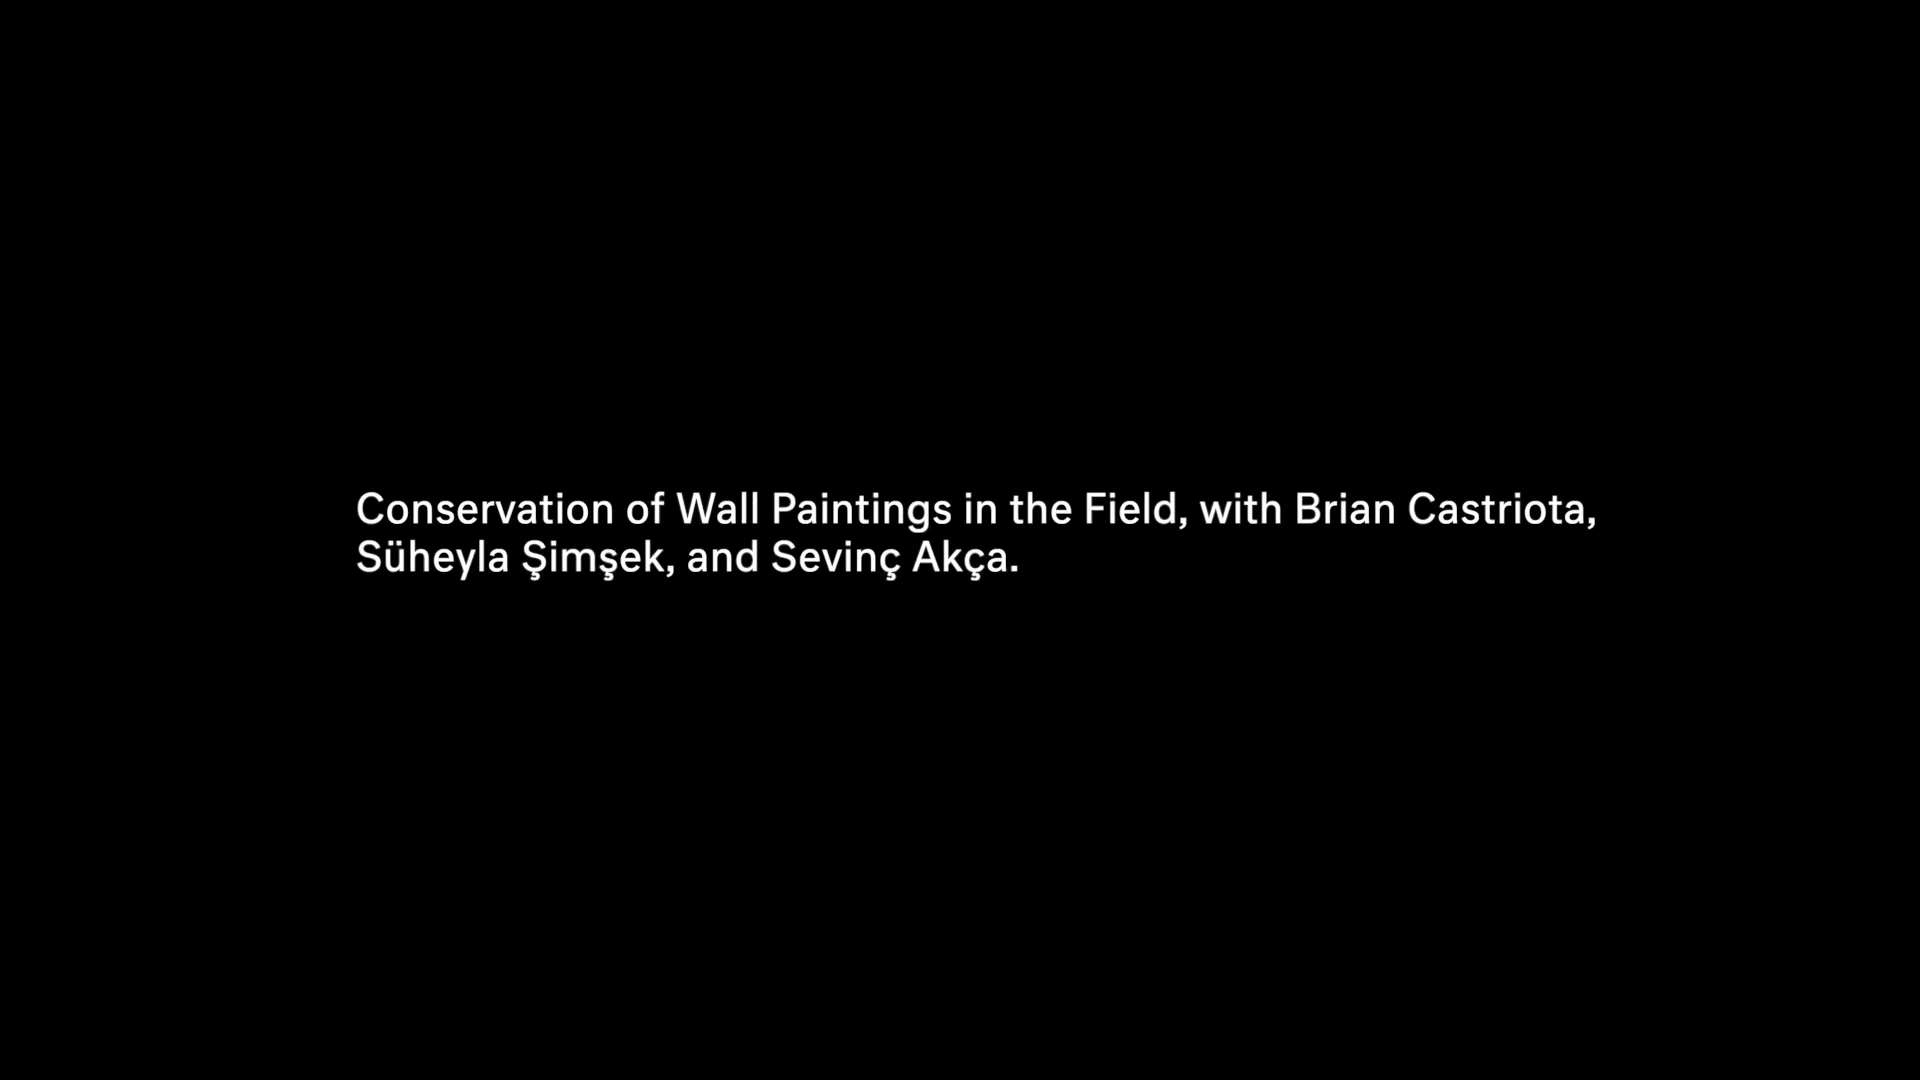 Conservation of Wall Paintings in the Field, with Brian Castriota,
Süheyla Şimşek, and Sevinç Akça.